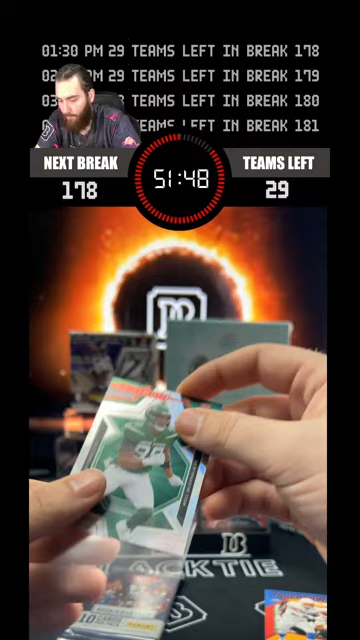 01:30 PM 29 TEAMS LEFT IN BREAK 178
PM 29 TEAMS LEFT IN BREAK 179
TEAMS LEFT IN BREAK 180
TEAMS LEFT IN BREAK 181
NEXT BREAK
178
51:48
TEAMS LEFT
29
ACKTIE